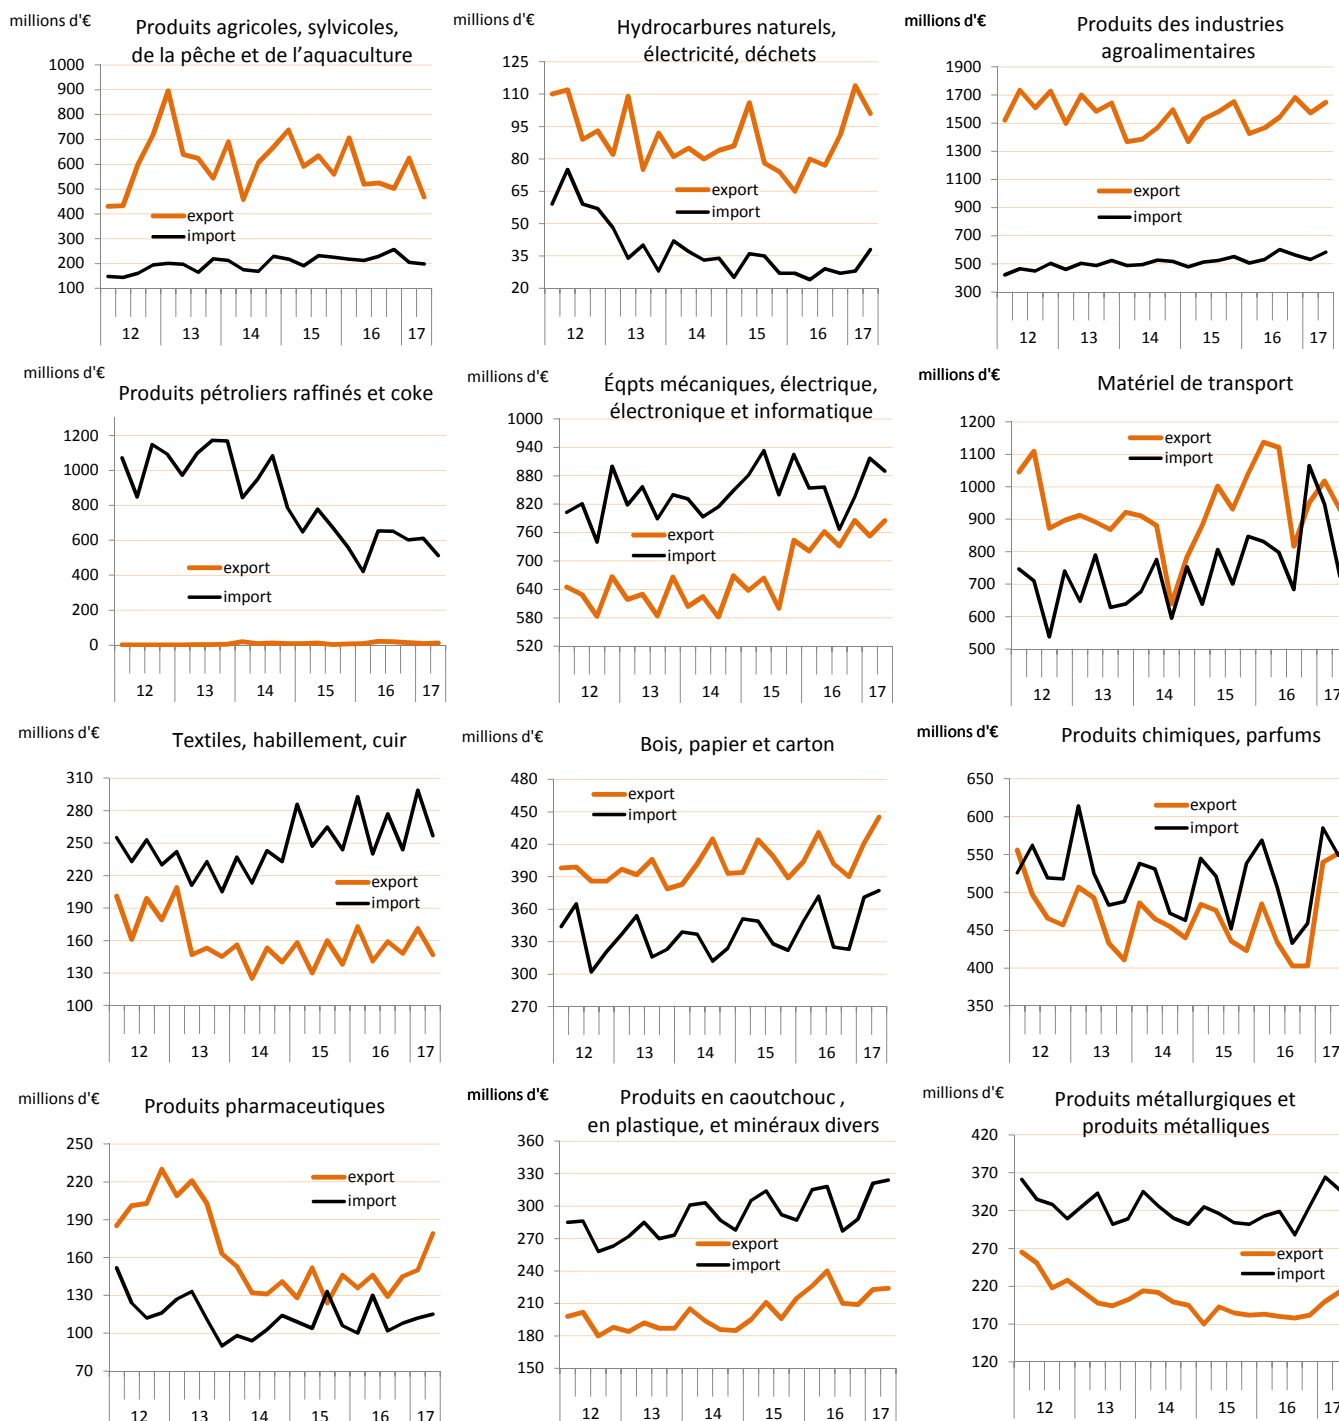 millions d'€
Produits agricoles, sylvicoles,
de la pêche et de l'aquaculture
1000
900
800
700
600
500
400
300
200
100
export
import
12 13 14 15 16 17
millions d'€
Hydrocarbures naturels,
électricité, déchets
125
110
95
80
65
50
35
20
export
import
12 13 14 15 16 17
millions d'€
Produits des industries
agroalimentaires
1900
1700
1500
1300
1100
900
700
500
300
export
import
12 13 14 15 16 17
millions d'€
Produits pétroliers raffinés et coke
1200
1000
800
600
400
200
0
export
import
12 13 14 15 16 17
millions d'€
Éqpts mécaniques, électrique,
électronique et informatique
1000
940
880
820
760
700
640
580
520
export
import
12 13 14 15 16 17
millions d'€
Matériel de transport
1200
1100
1000
900
800
700
600
500
export
import
12 13 14 15 16 17
millions d'€
Textiles, habillement, cuir
310
280
250
220
190
160
130
100
export
import
12 13 14 15 16 17
millions d'€
Bois, papier et carton
480
450
420
390
360
330
300
270
export
import
12 13 14 15 16 17
millions d'€
Produits chimiques, parfums
650
600
550
500
450
400
350
export
import
12 13 14 15 16 17
millions d'€
Produits pharmaceutiques
250
220
190
160
130
100
70
export
import
12 13 14 15 16 17
millions d'€
Produits en caoutchouc ,
en plastique, et minéraux divers
360
330
300
270
240
210
180
150
export
import
12 13 14 15 16 17
millions d'€
Produits métallurgiques et
produits métalliques
420
370
320
270
220
170
120
export
import
12 13 14 15 16 17